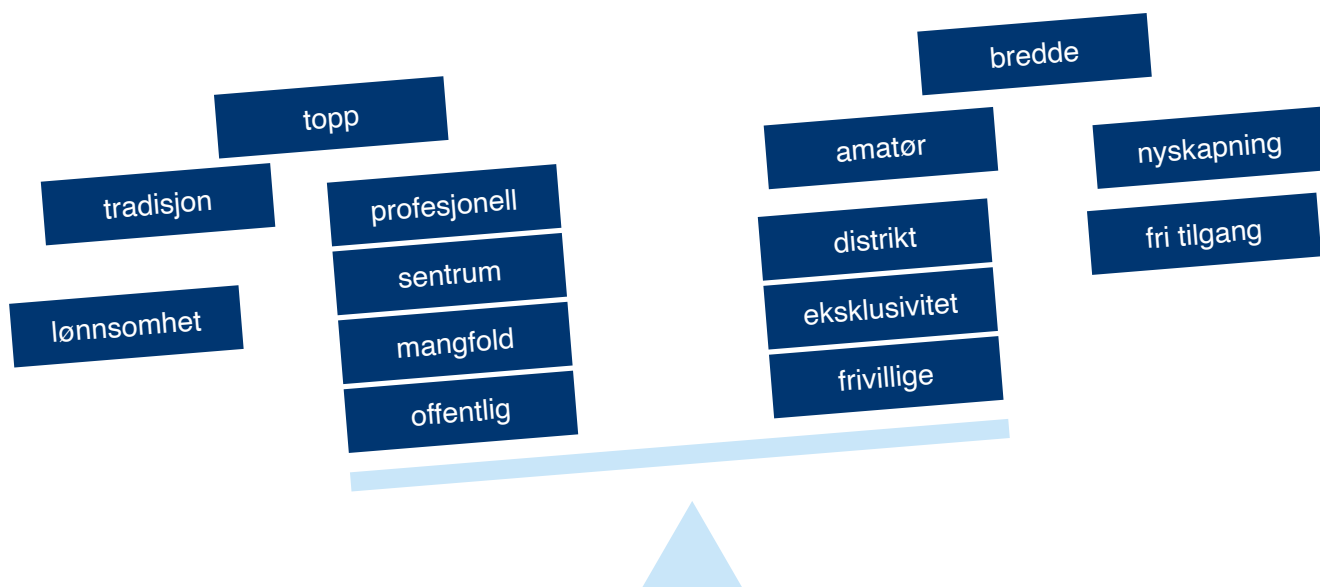 topp
tradisjon
profesjonell
sentrum
lønnsomhet
mangfold
offentlig
bredde
amatør
nyskapning
distrikt
fri tilgang
eksklusivitet
frivillige